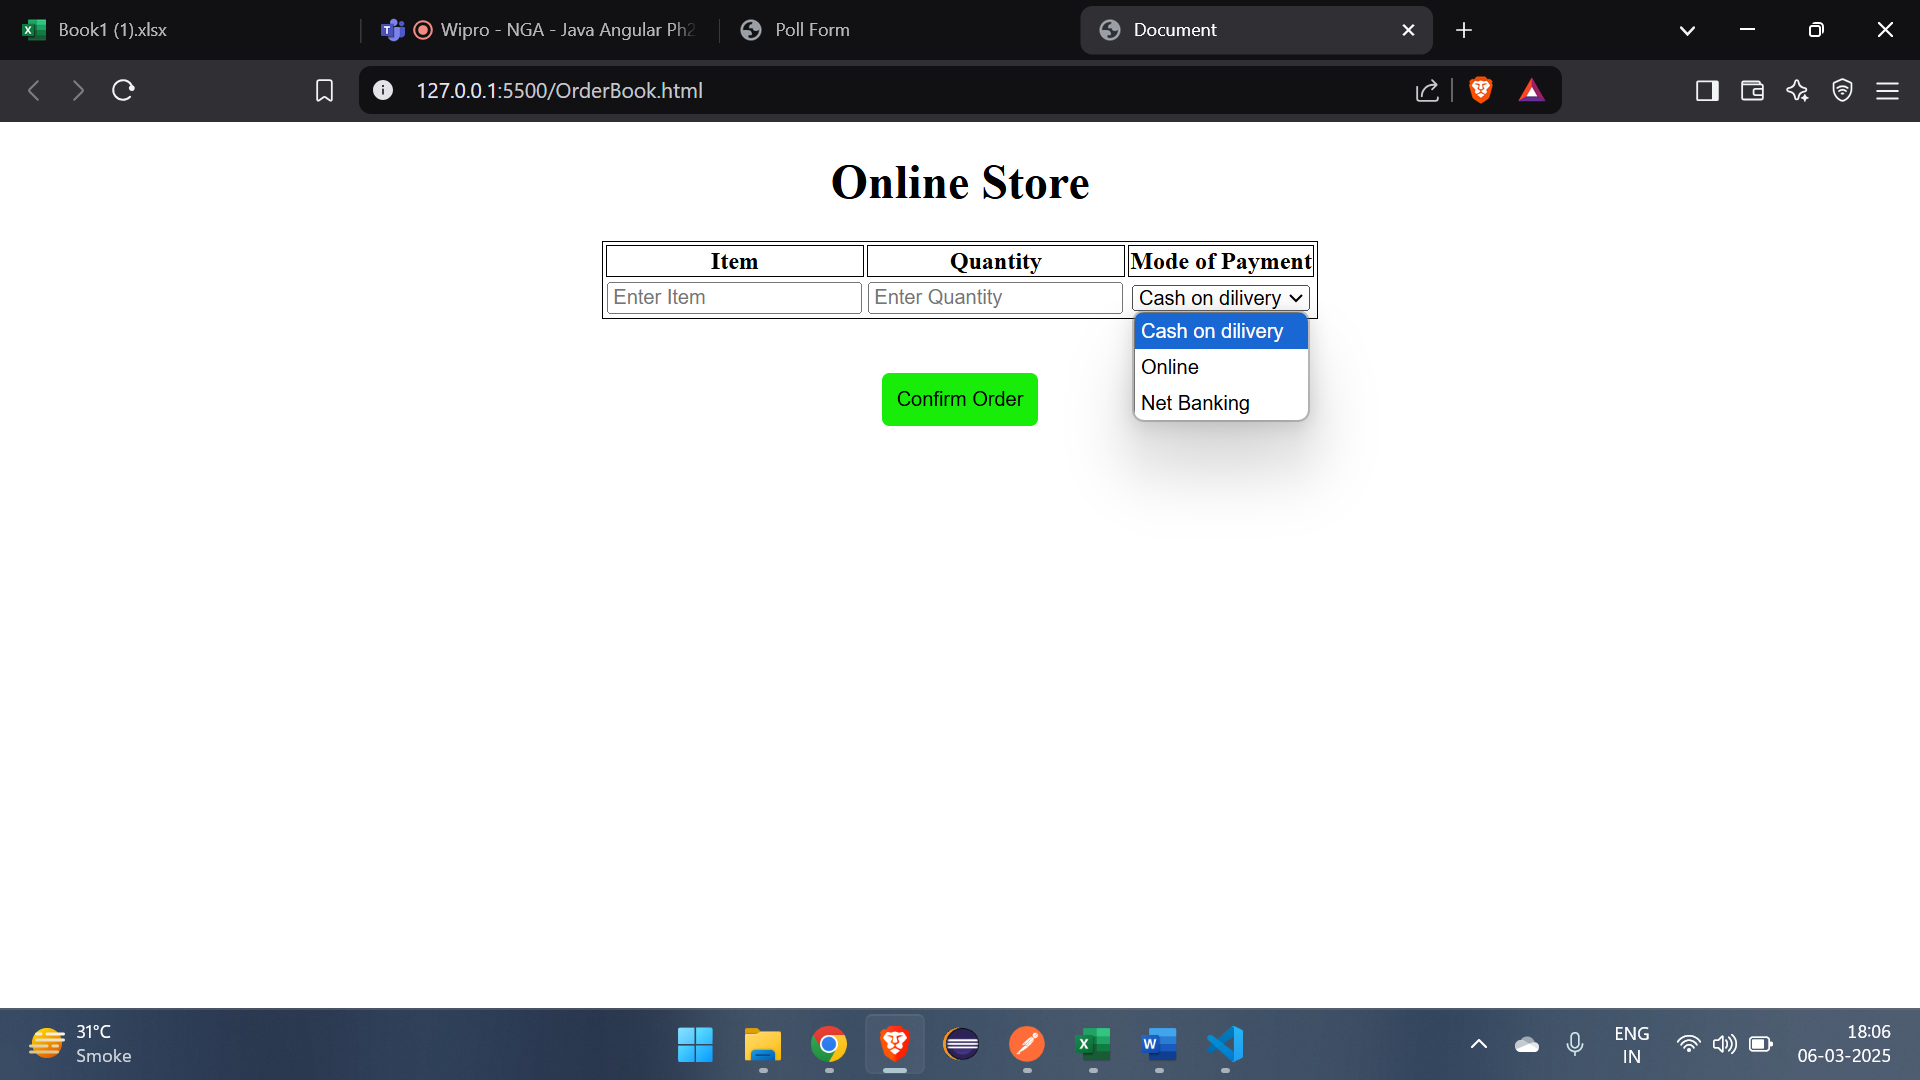 Book1 (1).xlsx
Wipro - NGA - Java Angular Ph2
Poll Form
Document
127.0.0.1:5500/OrderBook.html
Online Store
Item Quantity Mode of Payment
Enter Item Enter Quantity Cash on dilivery
Cash on dilivery
Online
Net Banking
Confirm Order
31°C
Smoke
ENG
IN
18:06
06-03-2025